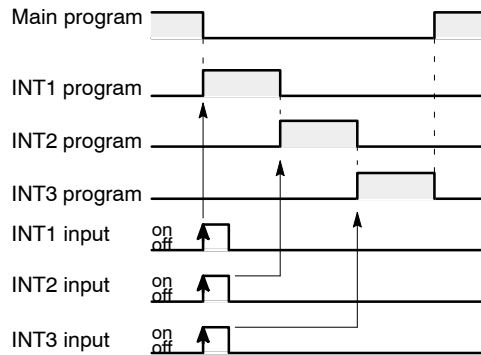 Main program
INT1 program
INT2 program
INT3 program
INT1 input on
off
INT2 input on
off
INT3 input on
off